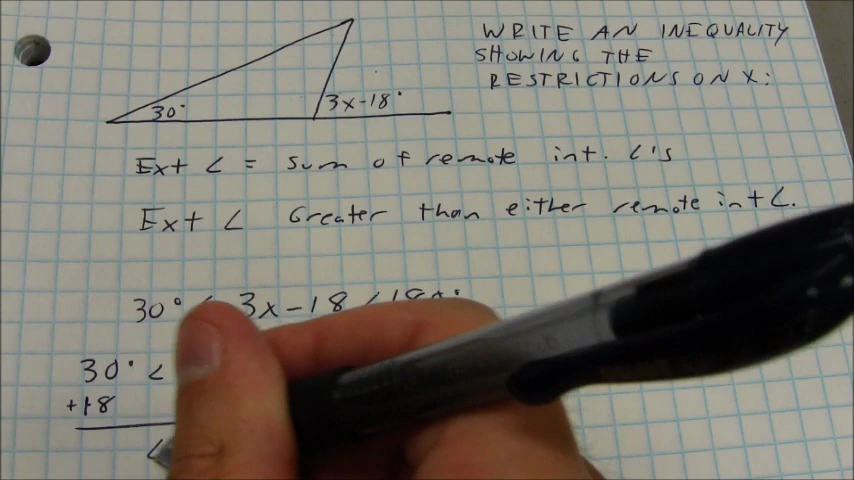 WRITE AN INEQUALITY
SHOWING THE
RESTRICTIONS ON X:
30°
3x-18°
Ext ∠ = sum of remote int. ∠'s
Ext ∠ Greater than either remote int ∠.
30° < 3x-18 <
30° <
+18
<